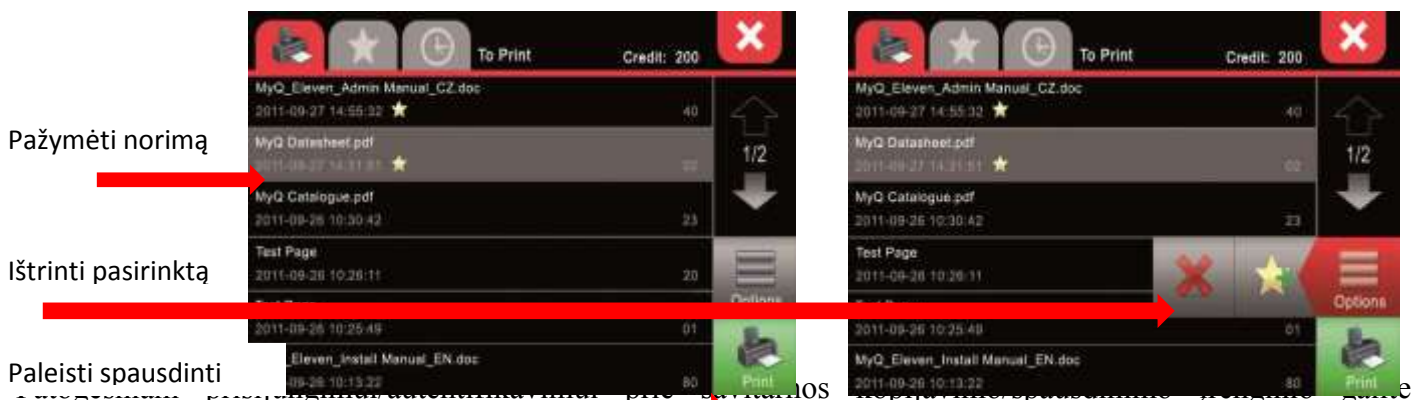 To Print Credit: 200
MyQ_Eleven_Admin Manual_CZ.doc
2011-09-27 14:55:32 40
MyQ Datasheet.pdf
2011-09-27 14:31:51 02
1/2
MyQ Catalogue.pdf
2011-09-26 10:30:42 23
Test Page
2011-09-26 10:26:11 20
Options
2011-09-26 10:25:49 01
Eleven_Install Manual_EN.doc
-09-26 10:13:22 80
Print
To Print Credit: 200
MyQ_Eleven_Admin Manual_CZ.doc
2011-09-27 14:55:32 40
MyQ Datasheet.pdf
2011-09-27 14:31:51 02
1/2
MyQ Catalogue.pdf
2011-09-26 10:30:42 23
Test Page
2011-09-26 10:26:11
Options
2011-09-26 10:25:49 01
MyQ_Eleven_Install Manual_EN.doc
2011-09-26 10:13:22 80
Print
Pažymėti norimą
Ištrinti pasirinktą
Paleisti spausdinti
prie savitarnos kopijavimo/spausdinimo įrenginio galite